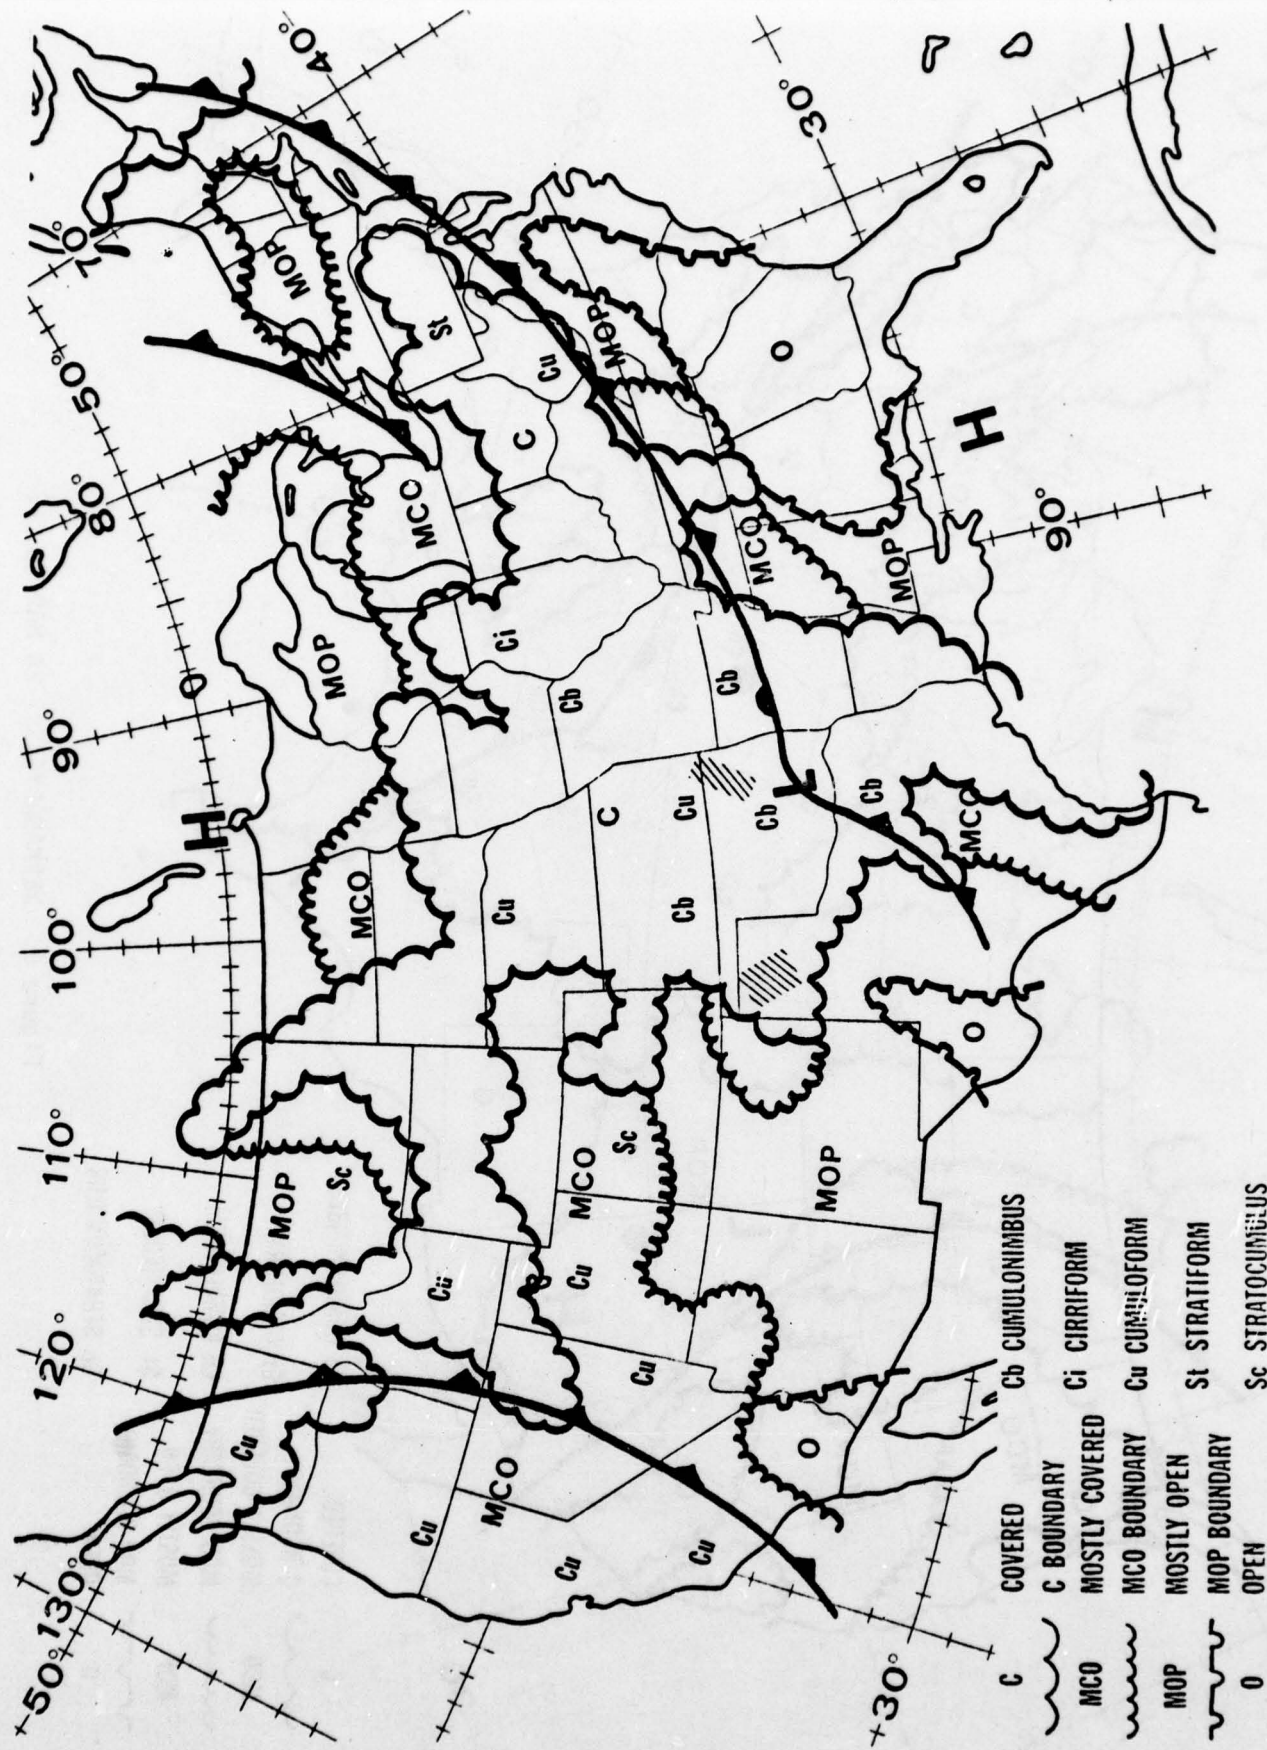 50°
130°
120°
110°
100°
90°
80°
70°
50°
40°
H
O
Cu
MOP
Sc
MOP
MOP
MCO
MCO
Cu
Cu
St
MCO
Cu
Ci
C
Cu
Cu
Cu
MCO
Cb
C
MOP
Cu
Sc
Cb
Cu
Cb
MCO
O
30°
O
MOP
Cb
Cb
MOP
O
MCO
H
90°
30°
C COVERED Cb CUMULONIMBUS
C BOUNDARY
MCO MOSTLY COVERED Ci CIRRIFORM
MCO BOUNDARY Cu CUMULOFORM
MOP MOSTLY OPEN St STRATIFORM
MOP BOUNDARY
O OPEN Sc STRATOCUMULUS
L